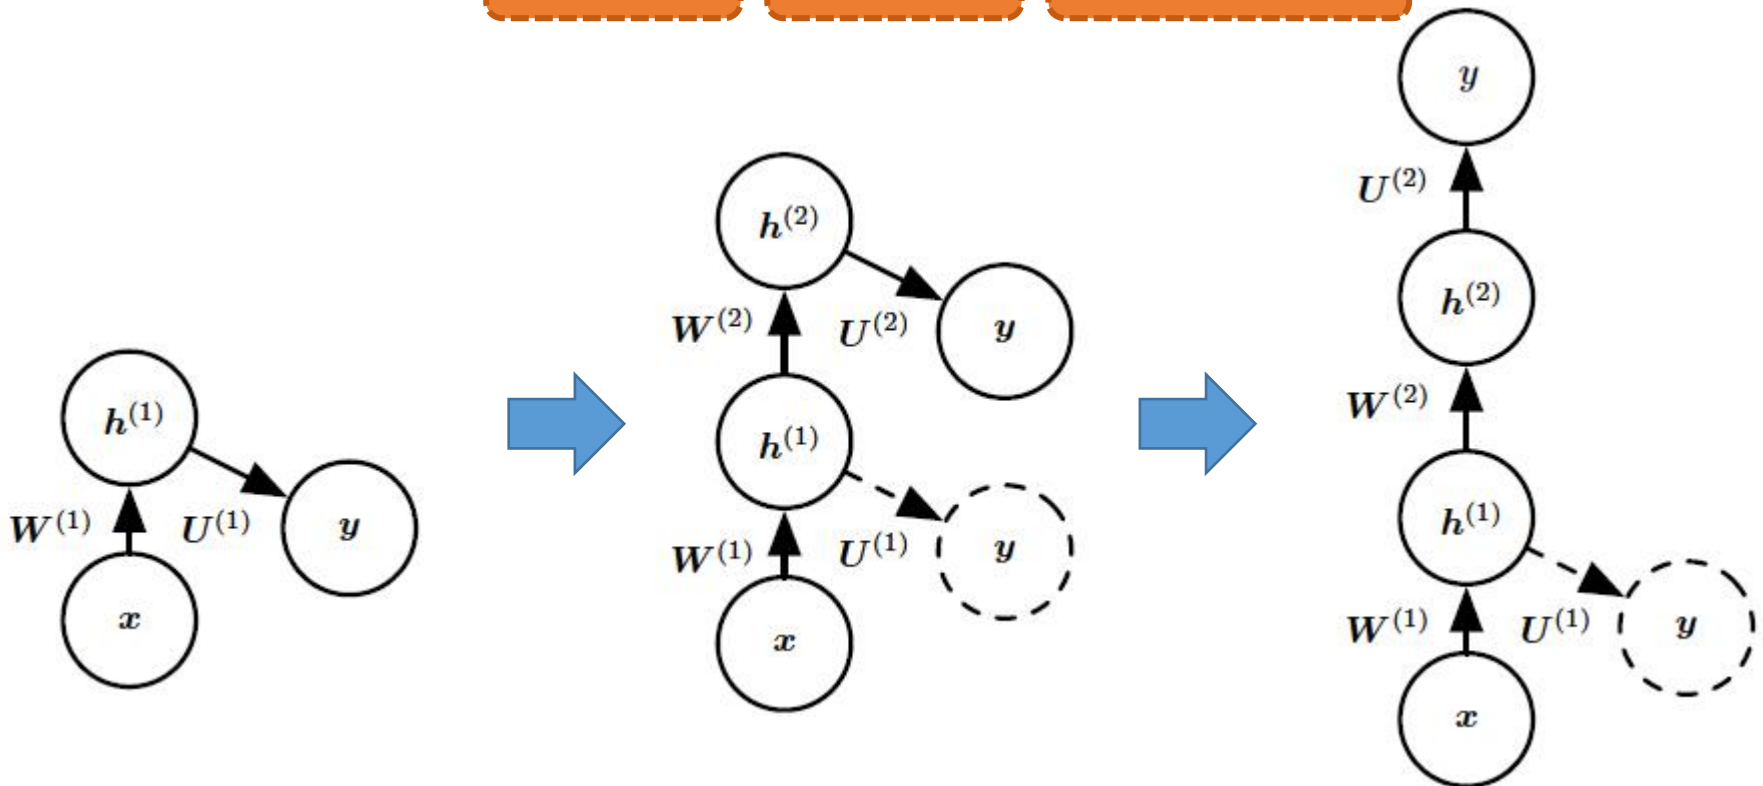 h(1)
W(1)
U(1)
y
x
h(2)
W(2)
U(2)
y
h(1)
W(1)
U(1)
y
x
y
U(2)
h(2)
W(2)
h(1)
W(1)
U(1)
y
x